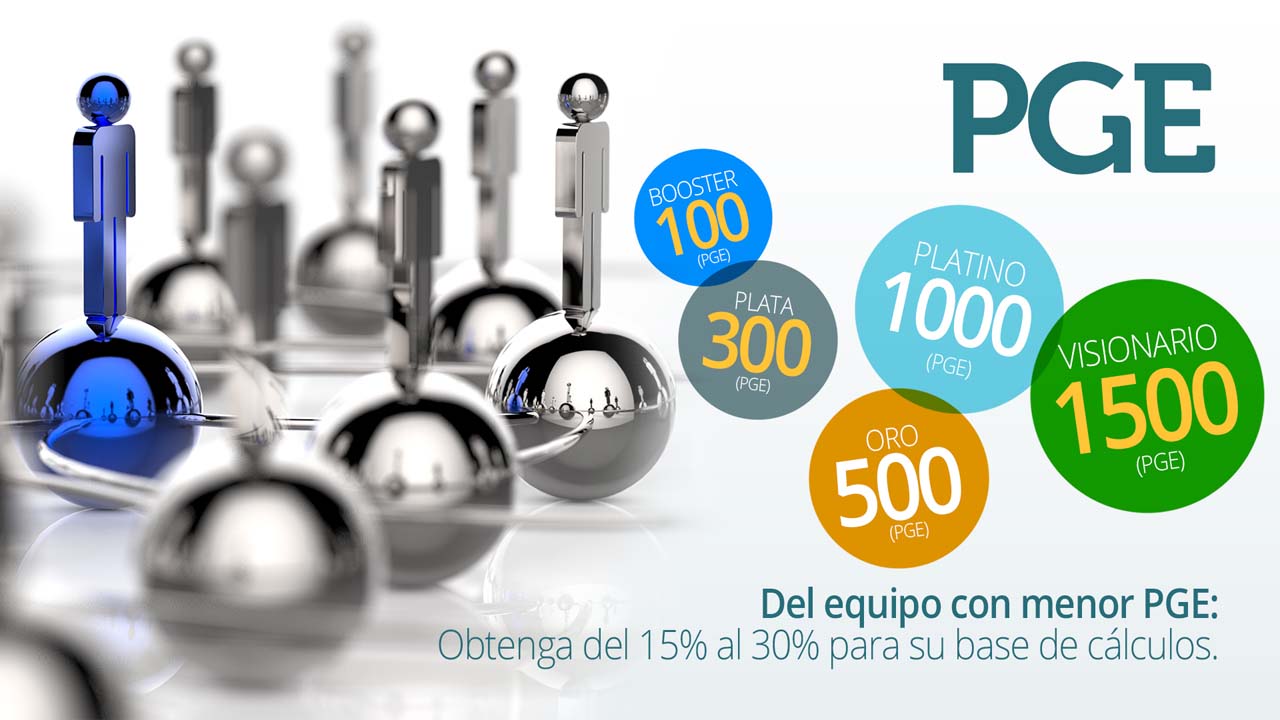 PGE
BOOSTER
100
(PGE)
PLATA
300
(PGE)
PLATINO
1000
(PGE)
VISIONARIO
1500
(PGE)
ORO
500
(PGE)
Del equipo con menor PGE:
Obtenga del 15% al 30% para su base de cálculos.